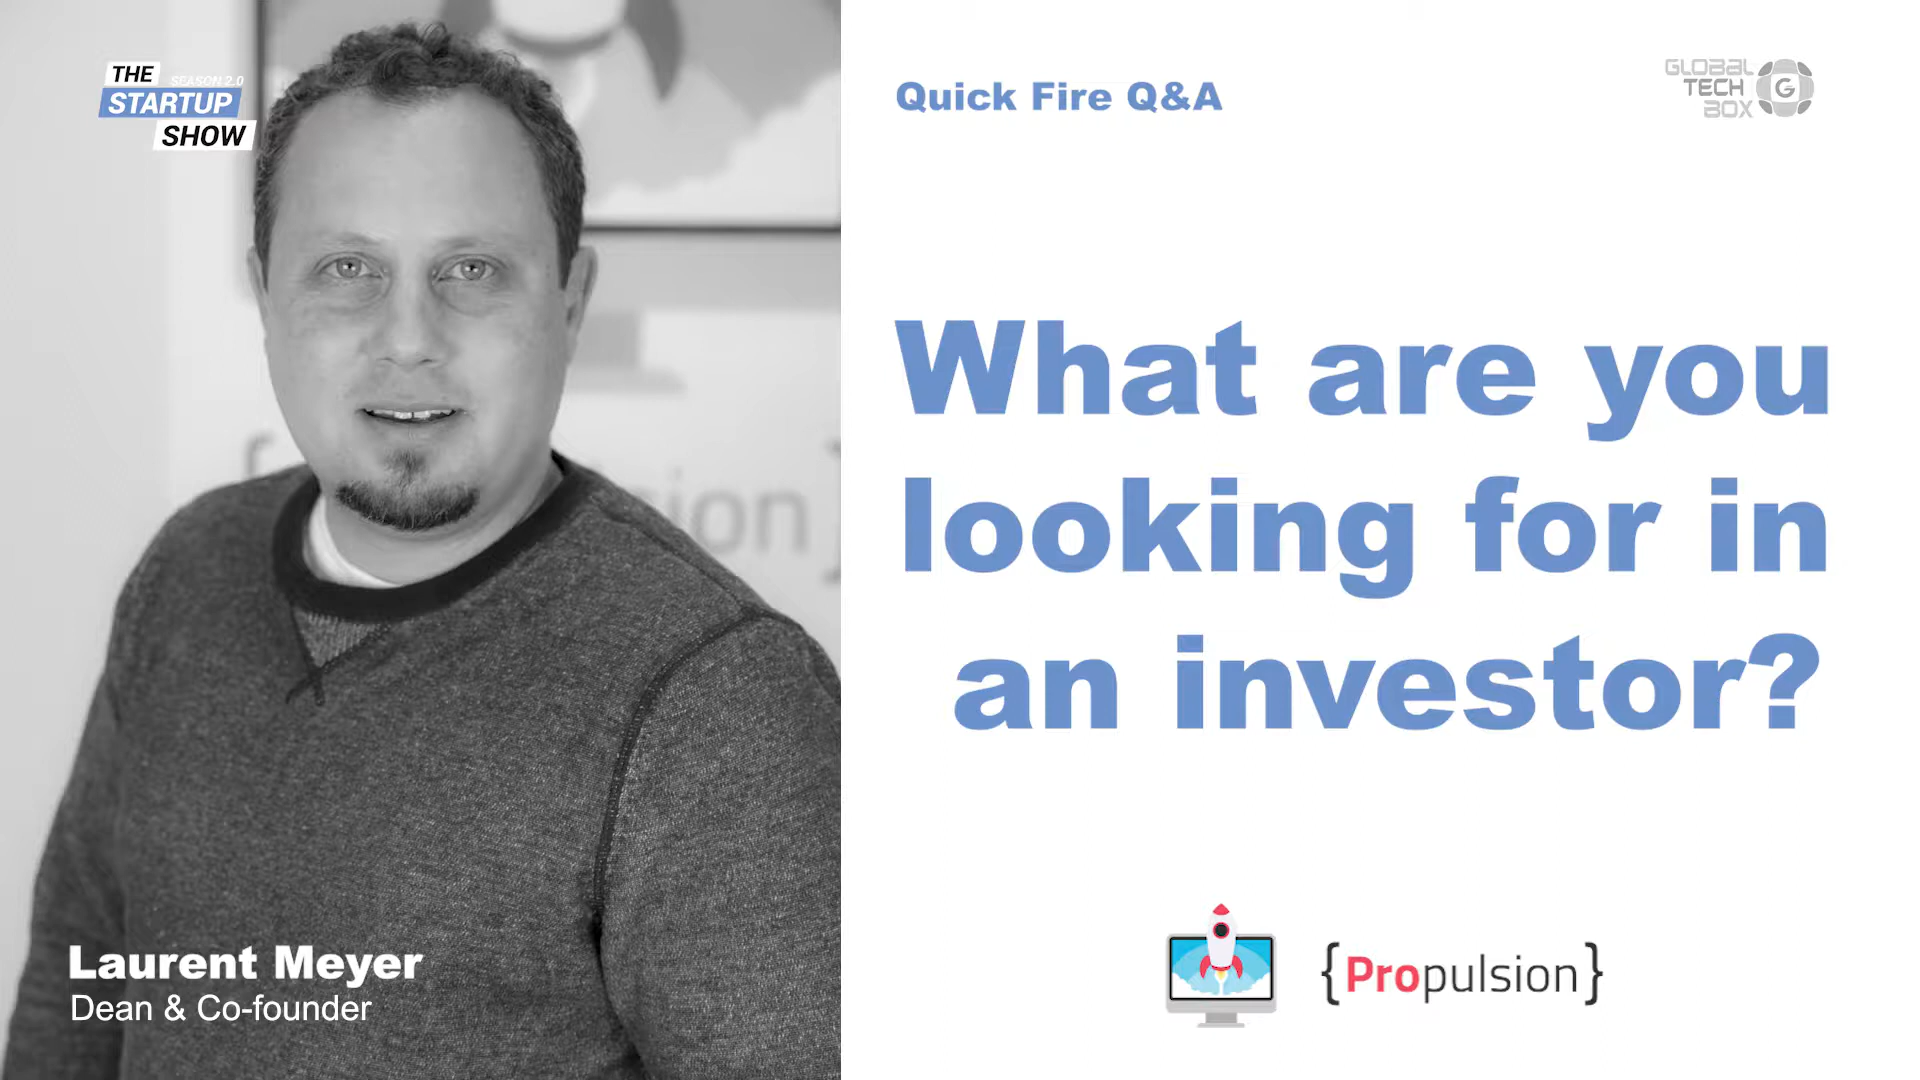 THE
SEASON 2.0
STARTUP
SHOW
Quick Fire Q&A
GLOBAL
TECH
BOX
G
What are you
looking for in
an investor?
ion
Laurent Meyer
Dean & Co-founder
{Propulsion}